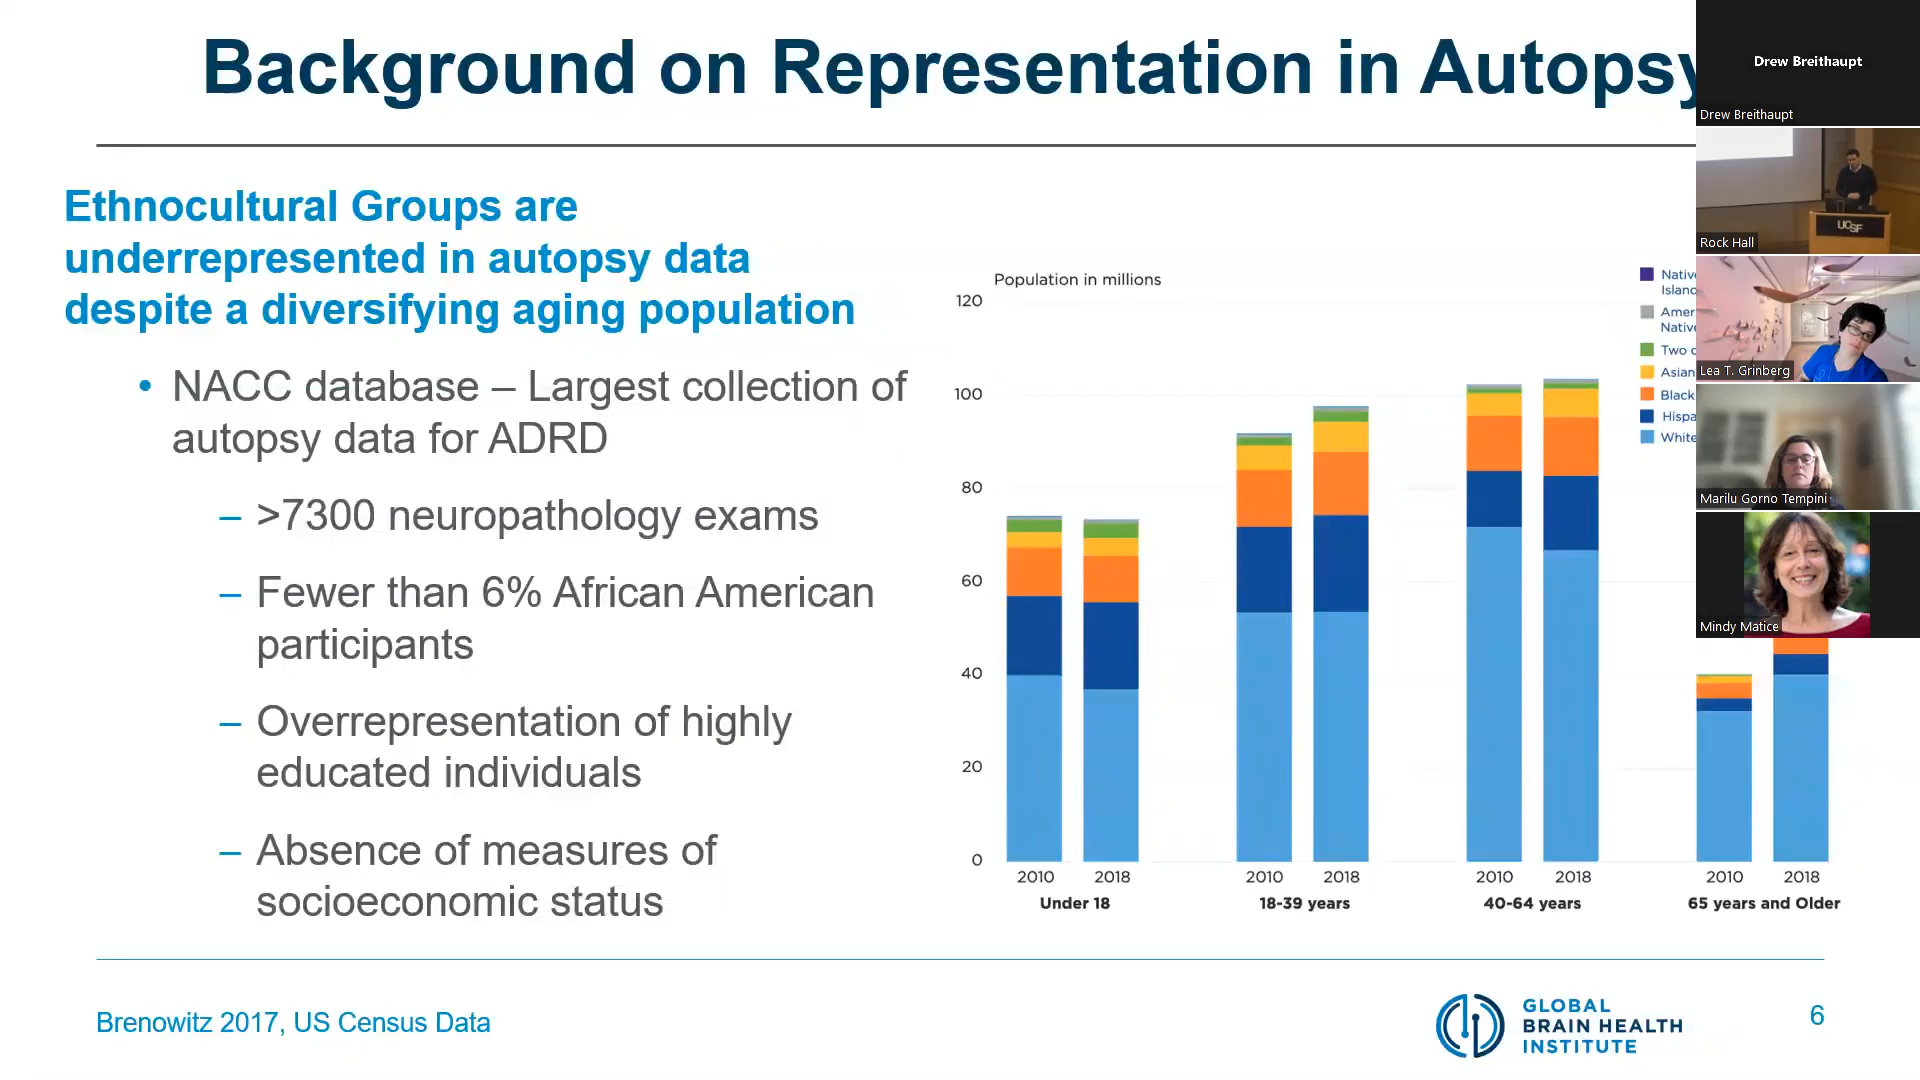 Background on Representation in Autopsy
Ethnocultural Groups are
underrepresented in autopsy data
despite a diversifying aging population
• NACC database – Largest collection of
autopsy data for ADRD
– >7300 neuropathology exams
– Fewer than 6% African American
participants
– Overrepresentation of highly
educated individuals
– Absence of measures of
socioeconomic status
Population in millions
120
100
80
60
40
20
0
Two
Asian
Black
White
2010 2018 2010 2018 2010 2018 2010 2018
Under 18 18-39 years 40-64 years 65 years and Older
Drew Breithaupt
Drew Breithaupt
UCSF
Rock Hall
Lea T. Grinberg
Marilu Gorno Tempini
Mindy Matice
Brenowitz 2017, US Census Data
GLOBAL
BRAIN HEALTH
INSTITUTE
6